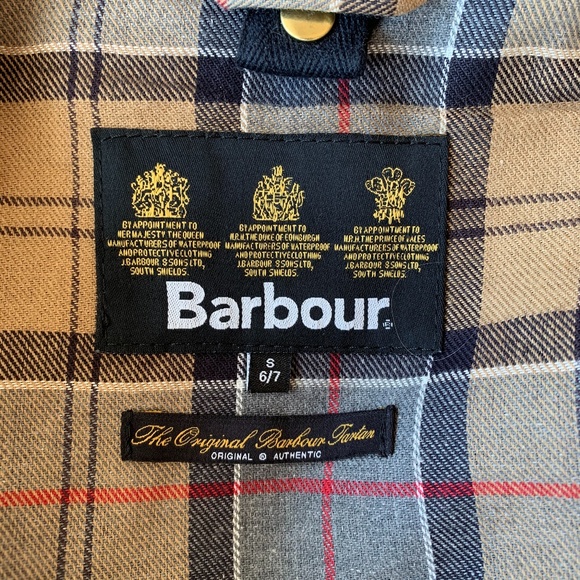 BY APPOINTMENT TO
HER MAJESTY THE QUEEN
MANUFACTURERS OF WATERPROOF
AND PROTECTIVE CLOTHING
J.BARBOUR & SONS LTD,
SOUTH SHIELDS.
BY APPOINTMENT TO
H.R.H. THE DUKE OF EDINBURGH
MANUFACTURERS OF WATERPROOF
AND PROTECTIVE CLOTHING
J.BARBOUR & SONS LTD,
SOUTH SHIELDS.
BY APPOINTMENT TO
H.R.H. THE PRINCE OF WALES
MANUFACTURERS OF WATERPROOF
AND PROTECTIVE CLOTHING
J.BARBOUR & SONS LTD,
SOUTH SHIELDS.
Barbour
S
6/7
The Original Barbour Tartan
ORIGINAL ® AUTHENTIC